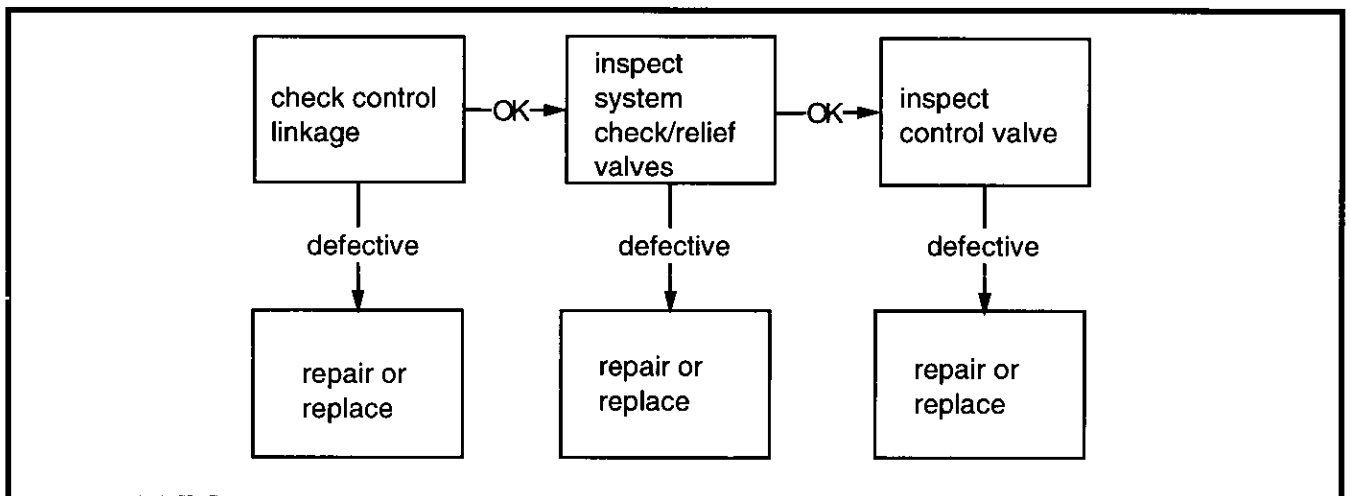 check control
linkage
OK
inspect
system
check/relief
valves
OK
inspect
control valve
defective
defective
defective
repair or
replace
repair or
replace
repair or
replace